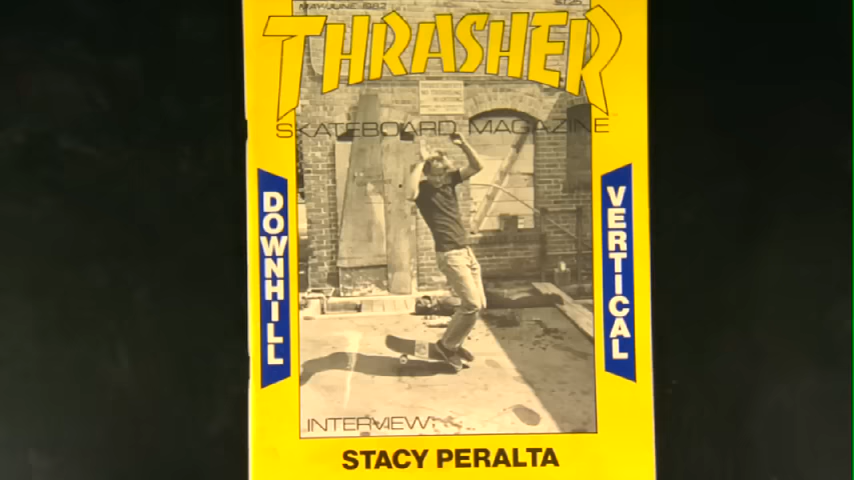 MAY/JUNE 1982
THRASHER
SKATEBOARD MAGAZINE
DOWNHILL
VERTICAL
INTERVIEW:
STACY PERALTA